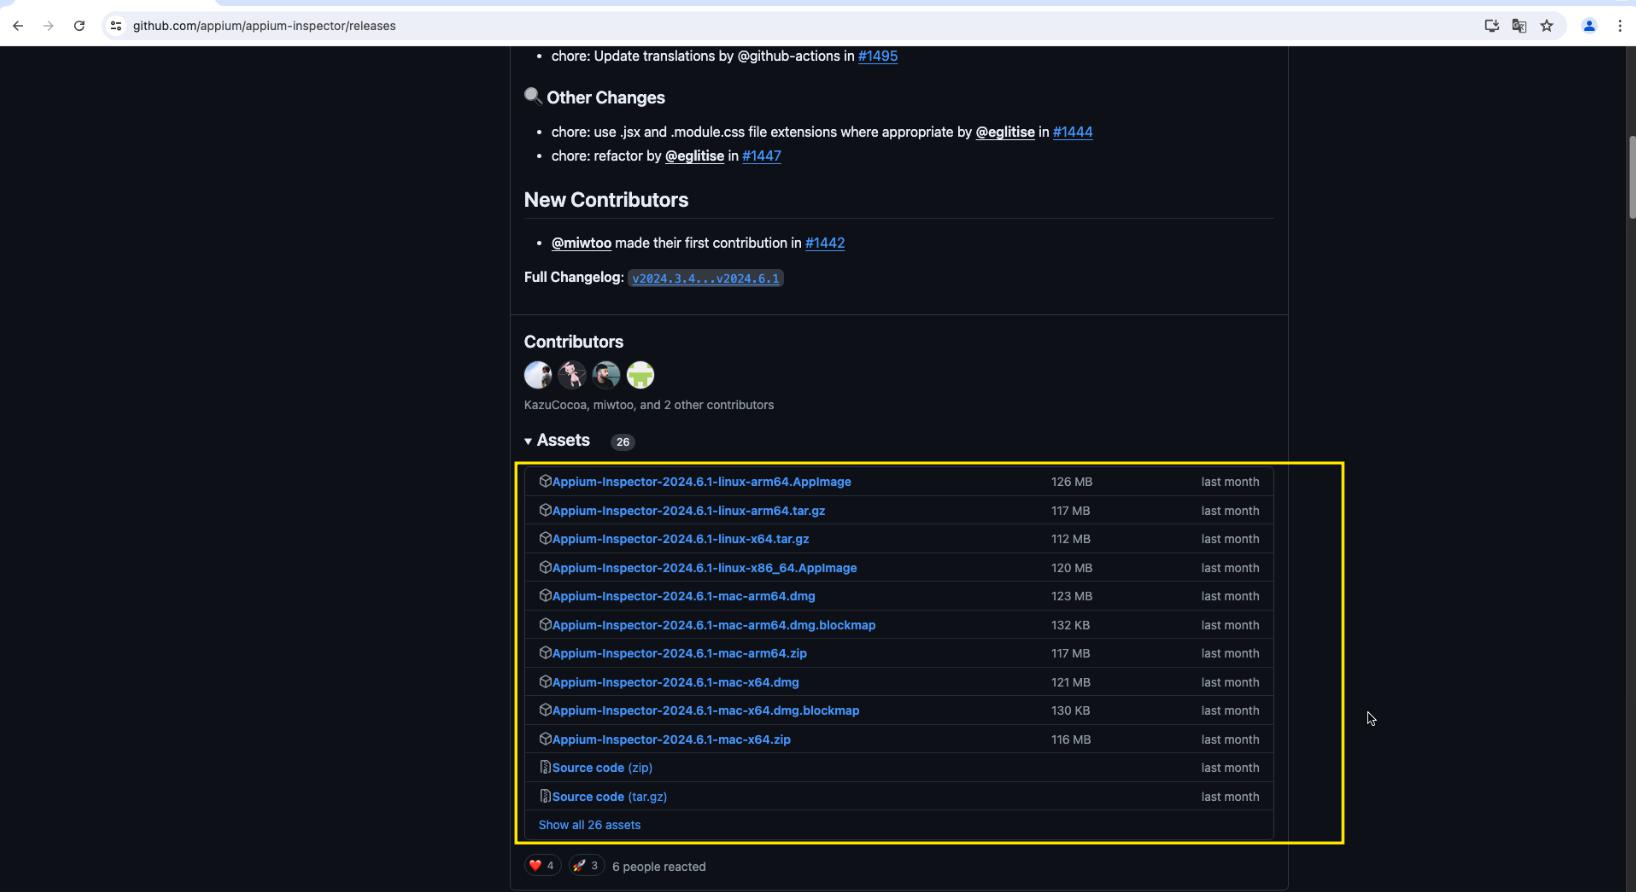 github.com/appium/appium-inspector/releases
• chore: Update translations by @github-actions in #1495
Other Changes
• chore: use .jsx and .module.css file extensions where appropriate by @eglitise in #1444
• chore: refactor by @eglitise in #1447
New Contributors
• @miwtoo made their first contribution in #1442
Full Changelog: v2024.3.4...v2024.6.1
Contributors
KazuCocoa, miwtoo, and 2 other contributors
Assets 26
Appium-Inspector-2024.6.1-linux-arm64.AppImage 126 MB last month
Appium-Inspector-2024.6.1-linux-arm64.tar.gz 117 MB last month
Appium-Inspector-2024.6.1-linux-x64.tar.gz 112 MB last month
Appium-Inspector-2024.6.1-linux-x86_64.AppImage 120 MB last month
Appium-Inspector-2024.6.1-mac-arm64.dmg 123 MB last month
Appium-Inspector-2024.6.1-mac-arm64.dmg.blockmap 132 KB last month
Appium-Inspector-2024.6.1-mac-arm64.zip 117 MB last month
Appium-Inspector-2024.6.1-mac-x64.dmg 121 MB last month
Appium-Inspector-2024.6.1-mac-x64.dmg.blockmap 130 KB last month
Appium-Inspector-2024.6.1-mac-x64.zip 116 MB last month
Source code (zip) last month
Source code (tar.gz) last month
Show all 26 assets
4 3 6 people reacted